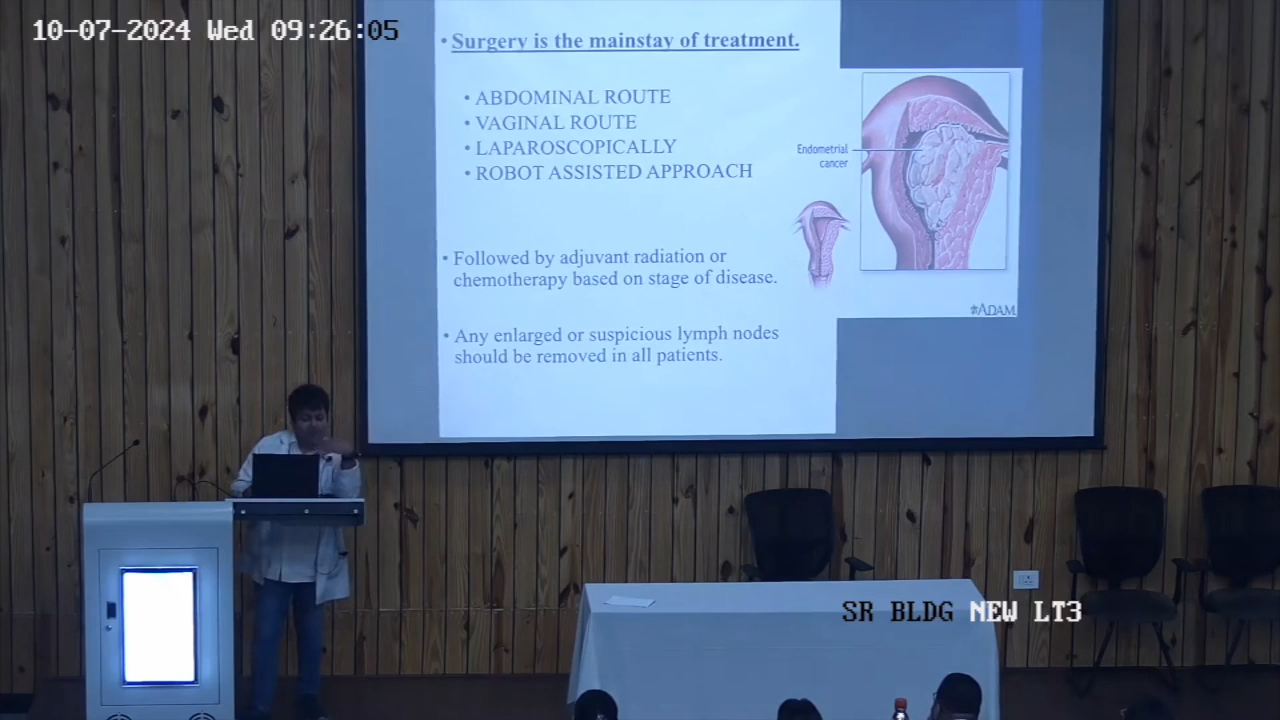 10-07-2024 Wed 09:26:05
• Surgery is the mainstay of treatment.
• ABDOMINAL ROUTE
• VAGINAL ROUTE
• LAPAROSCOPICALLY
• ROBOT ASSISTED APPROACH
Endometrial
cancer
• Followed by adjuvant radiation or
chemotherapy based on stage of disease.
*ADAM.
• Any enlarged or suspicious lymph nodes
should be removed in all patients.
SR BLDG NEW LT3